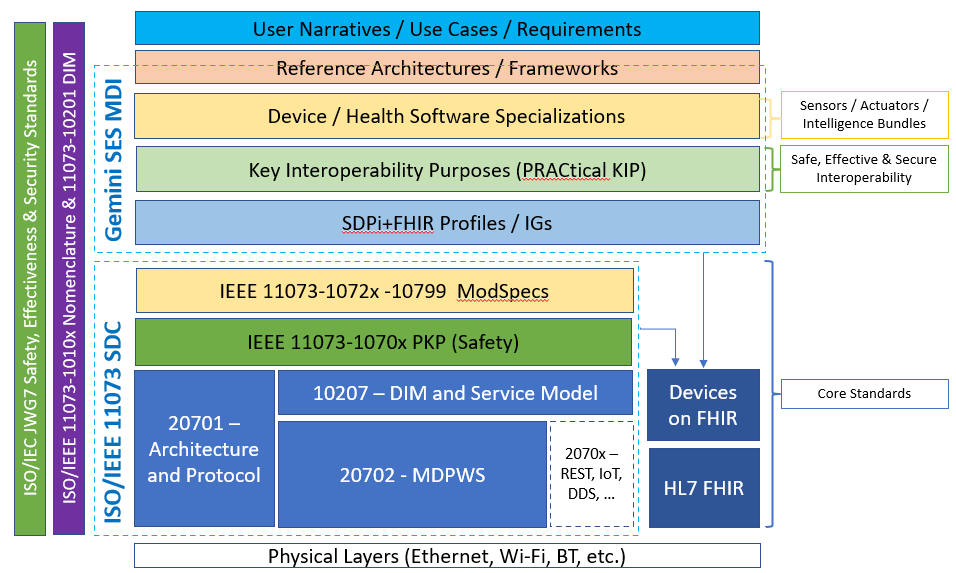 ISO/IEC JWG7 Safety, Effectiveness & Security Standards
ISO/IEEE 11073-1010x Nomenclature & 11073-10201 DIM
User Narratives / Use Cases / Requirements
Reference Architectures / Frameworks
Gemini SES MDI
Device / Health Software Specializations
Sensors / Actuators /
Intelligence Bundles
Key Interoperability Purposes (PRACtical KIP)
Safe, Effective & Secure
Interoperability
SDPi+FHIR Profiles / IGs
ISO/IEEE 11073 SDC
IEEE 11073-1072x -10799 ModSpecs
IEEE 11073-1070x PKP (Safety)
20701 –
Architecture
and Protocol
10207 – DIM and Service Model
20702 - MDPWS
2070x –
REST, IoT,
DDS, ...
Devices
on FHIR
HL7 FHIR
Core Standards
Physical Layers (Ethernet, Wi-Fi, BT, etc.)